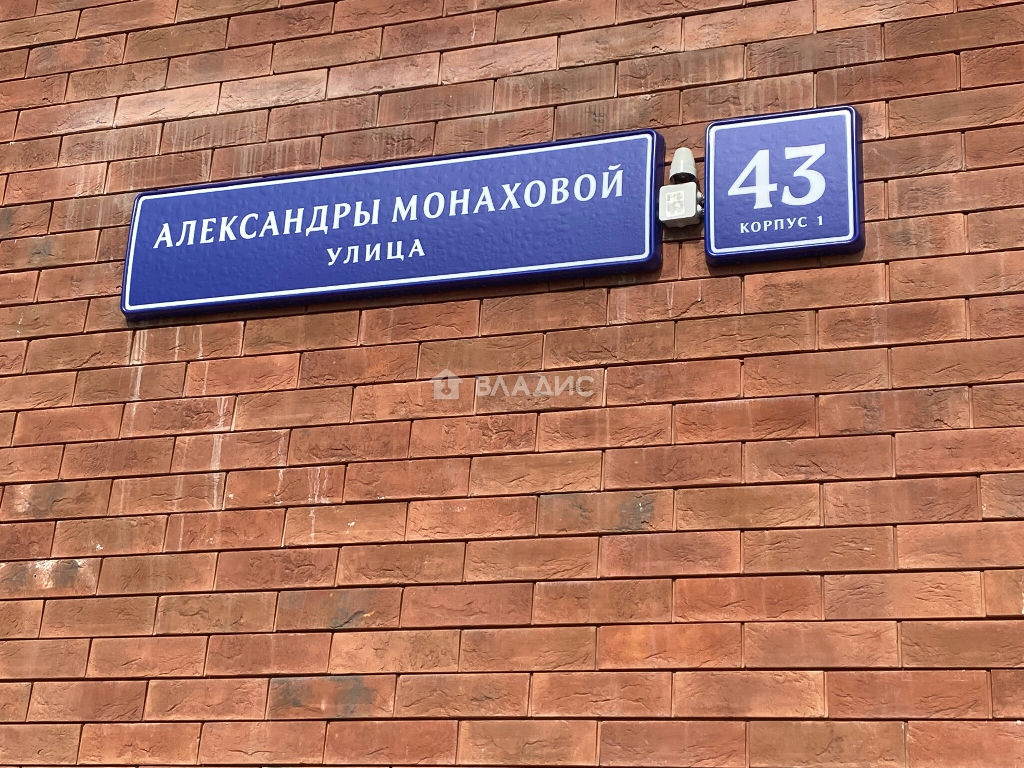 АЛЕКСАНДРЫ МОНАХОВОЙ
УЛИЦА
43
КОРПУС 1
ВЛАДИС